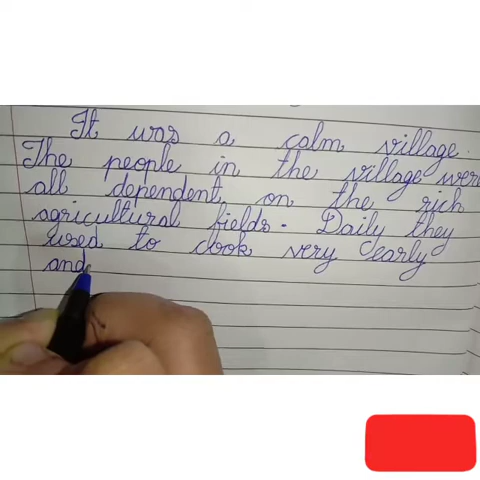 It was a calm village.
The people in the village were
all dependent on the rich
agricultural fields. Daily they
used to cook very early
and